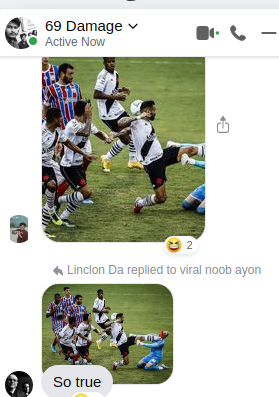 69 Damage
Active Now
2
Linclon Da replied to viral noob ayon
So true